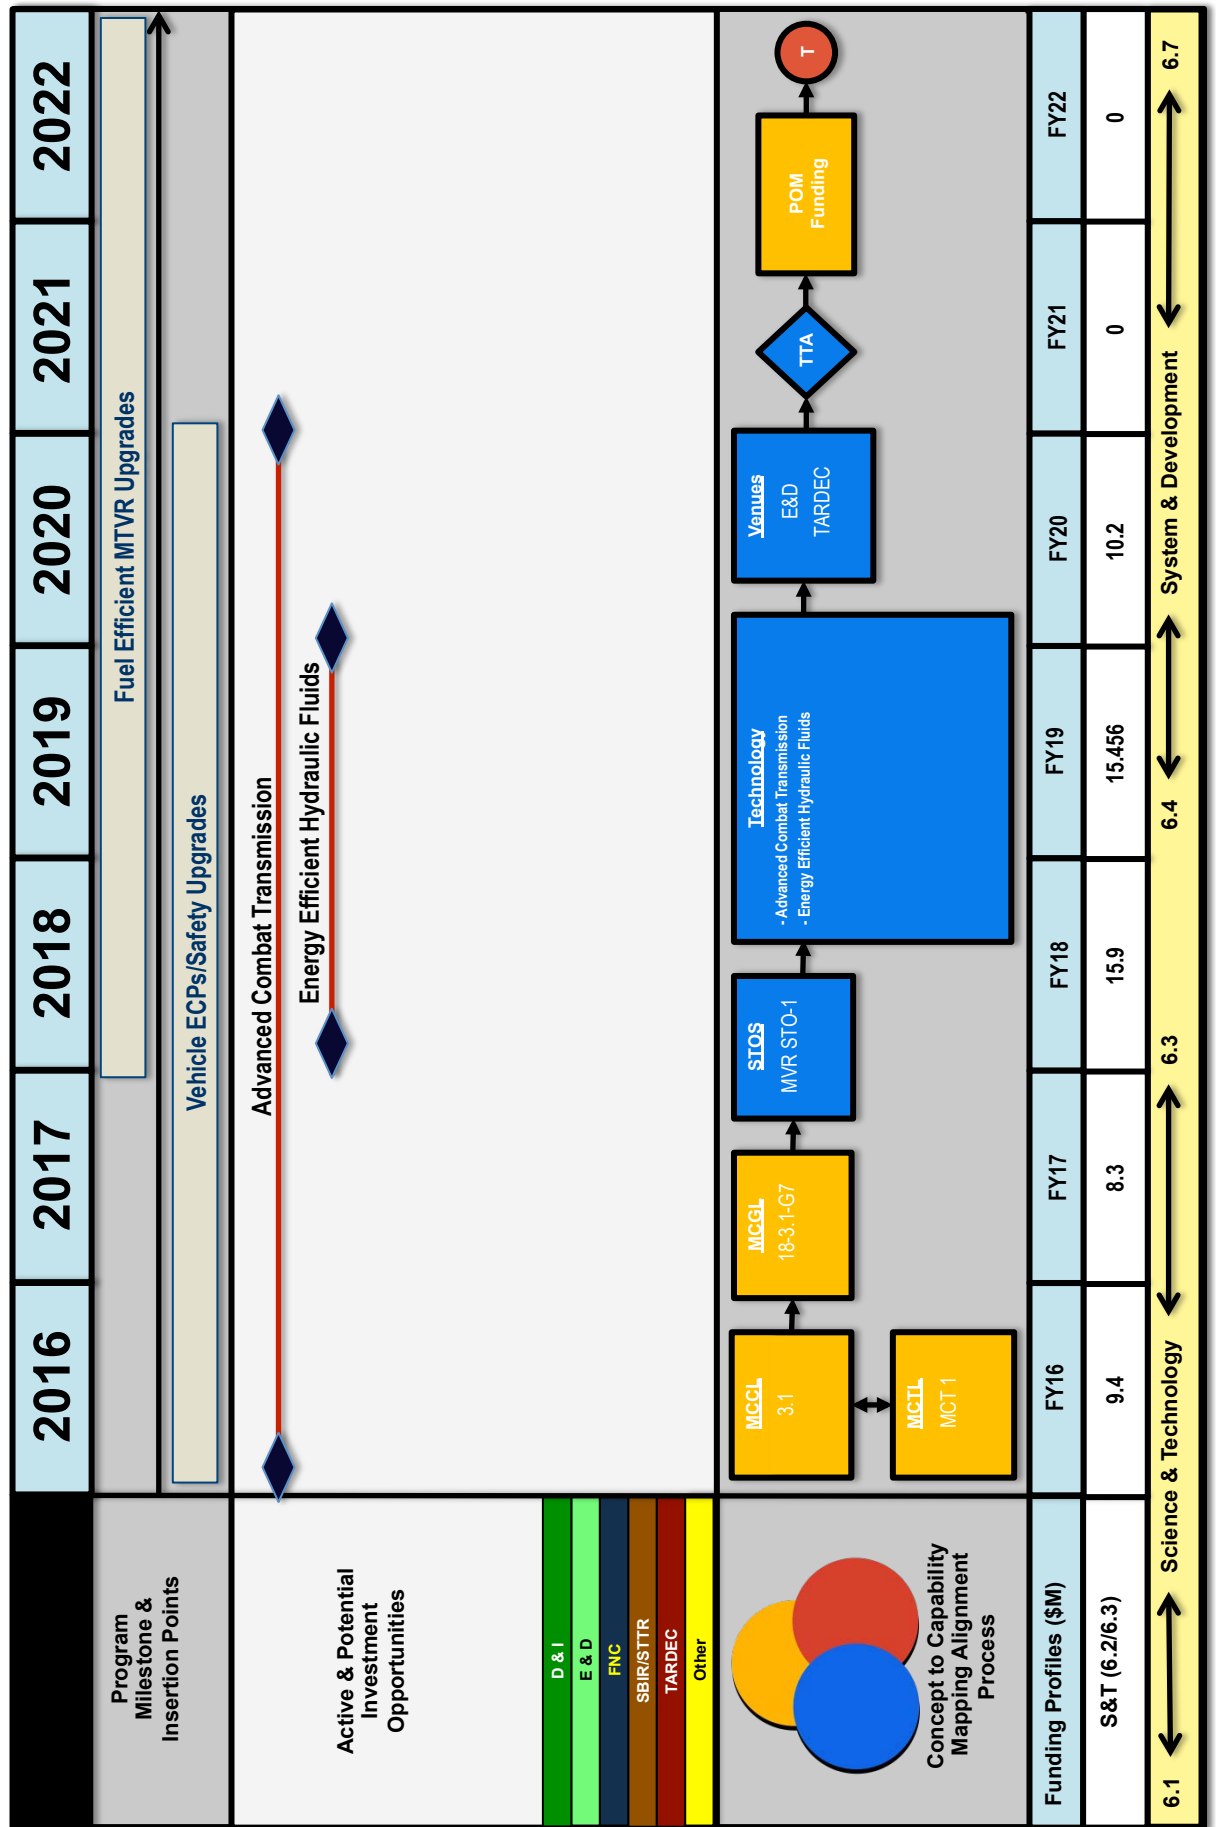 2016
2017
2018
2019
2020
2021
2022
Program
Milestone &
Insertion Points
Fuel Efficient MTVR Upgrades
Vehicle ECPs/Safety Upgrades
Active & Potential
Investment
Opportunities
D & I
E & D
FNC
SBIR/STTR
TARDEC
Other
Advanced Combat Transmission
Energy Efficient Hydraulic Fluids
Concept to Capability
Mapping Alignment
Process
MCCL
3.1
MCTL
MCT 1
MCGL
18-3.1-G7
STOS
MVR STO-1
Technology
- Advanced Combat Transmission
- Energy Efficient Hydraulic Fluids
Venues
E&D
TARDEC
TTA
POM
Funding
T
Funding Profiles ($M)
FY16
FY17
FY18
FY19
FY20
FY21
FY22
S&T (6.2/6.3)
9.4
8.3
15.9
15.456
10.2
0
0
6.1
Science & Technology
6.3
6.4
System & Development
6.7